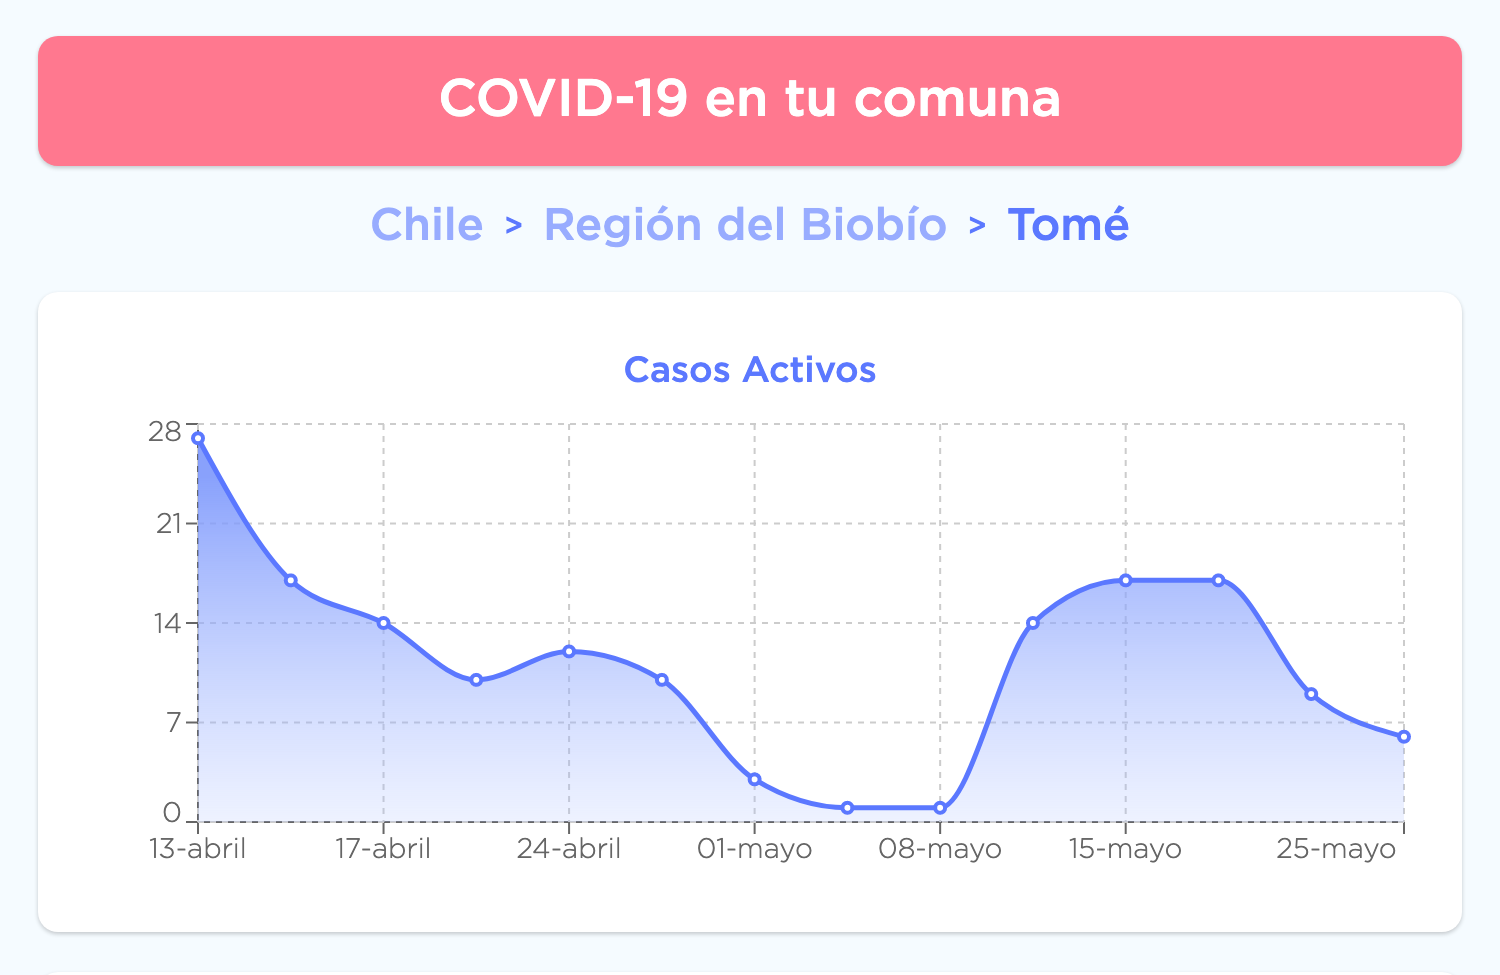 COVID-19 en tu comuna
Chile > Región del Biobío > Tomé
Casos Activos
28
21
14
7
0
13-abril 17-abril 24-abril 01-mayo 08-mayo 15-mayo 25-mayo